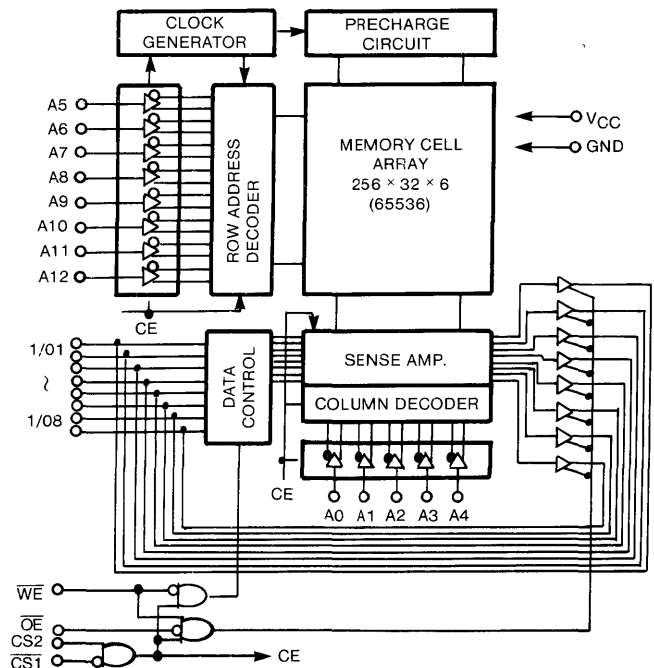 CLOCK
GENERATOR
PRECHARGE
CIRCUIT
A5
A6
A7
A8
A9
A10
A11
A12
ROW ADDRESS
DECODER
MEMORY CELL
ARRAY
256 × 32 × 6
(65536)
VCC
GND
CE
1/01
~
1/08
DATA
CONTROL
SENSE AMP.
COLUMN DECODER
CE
A0 A1 A2 A3 A4
WE
OE
CS2
CS1
CE